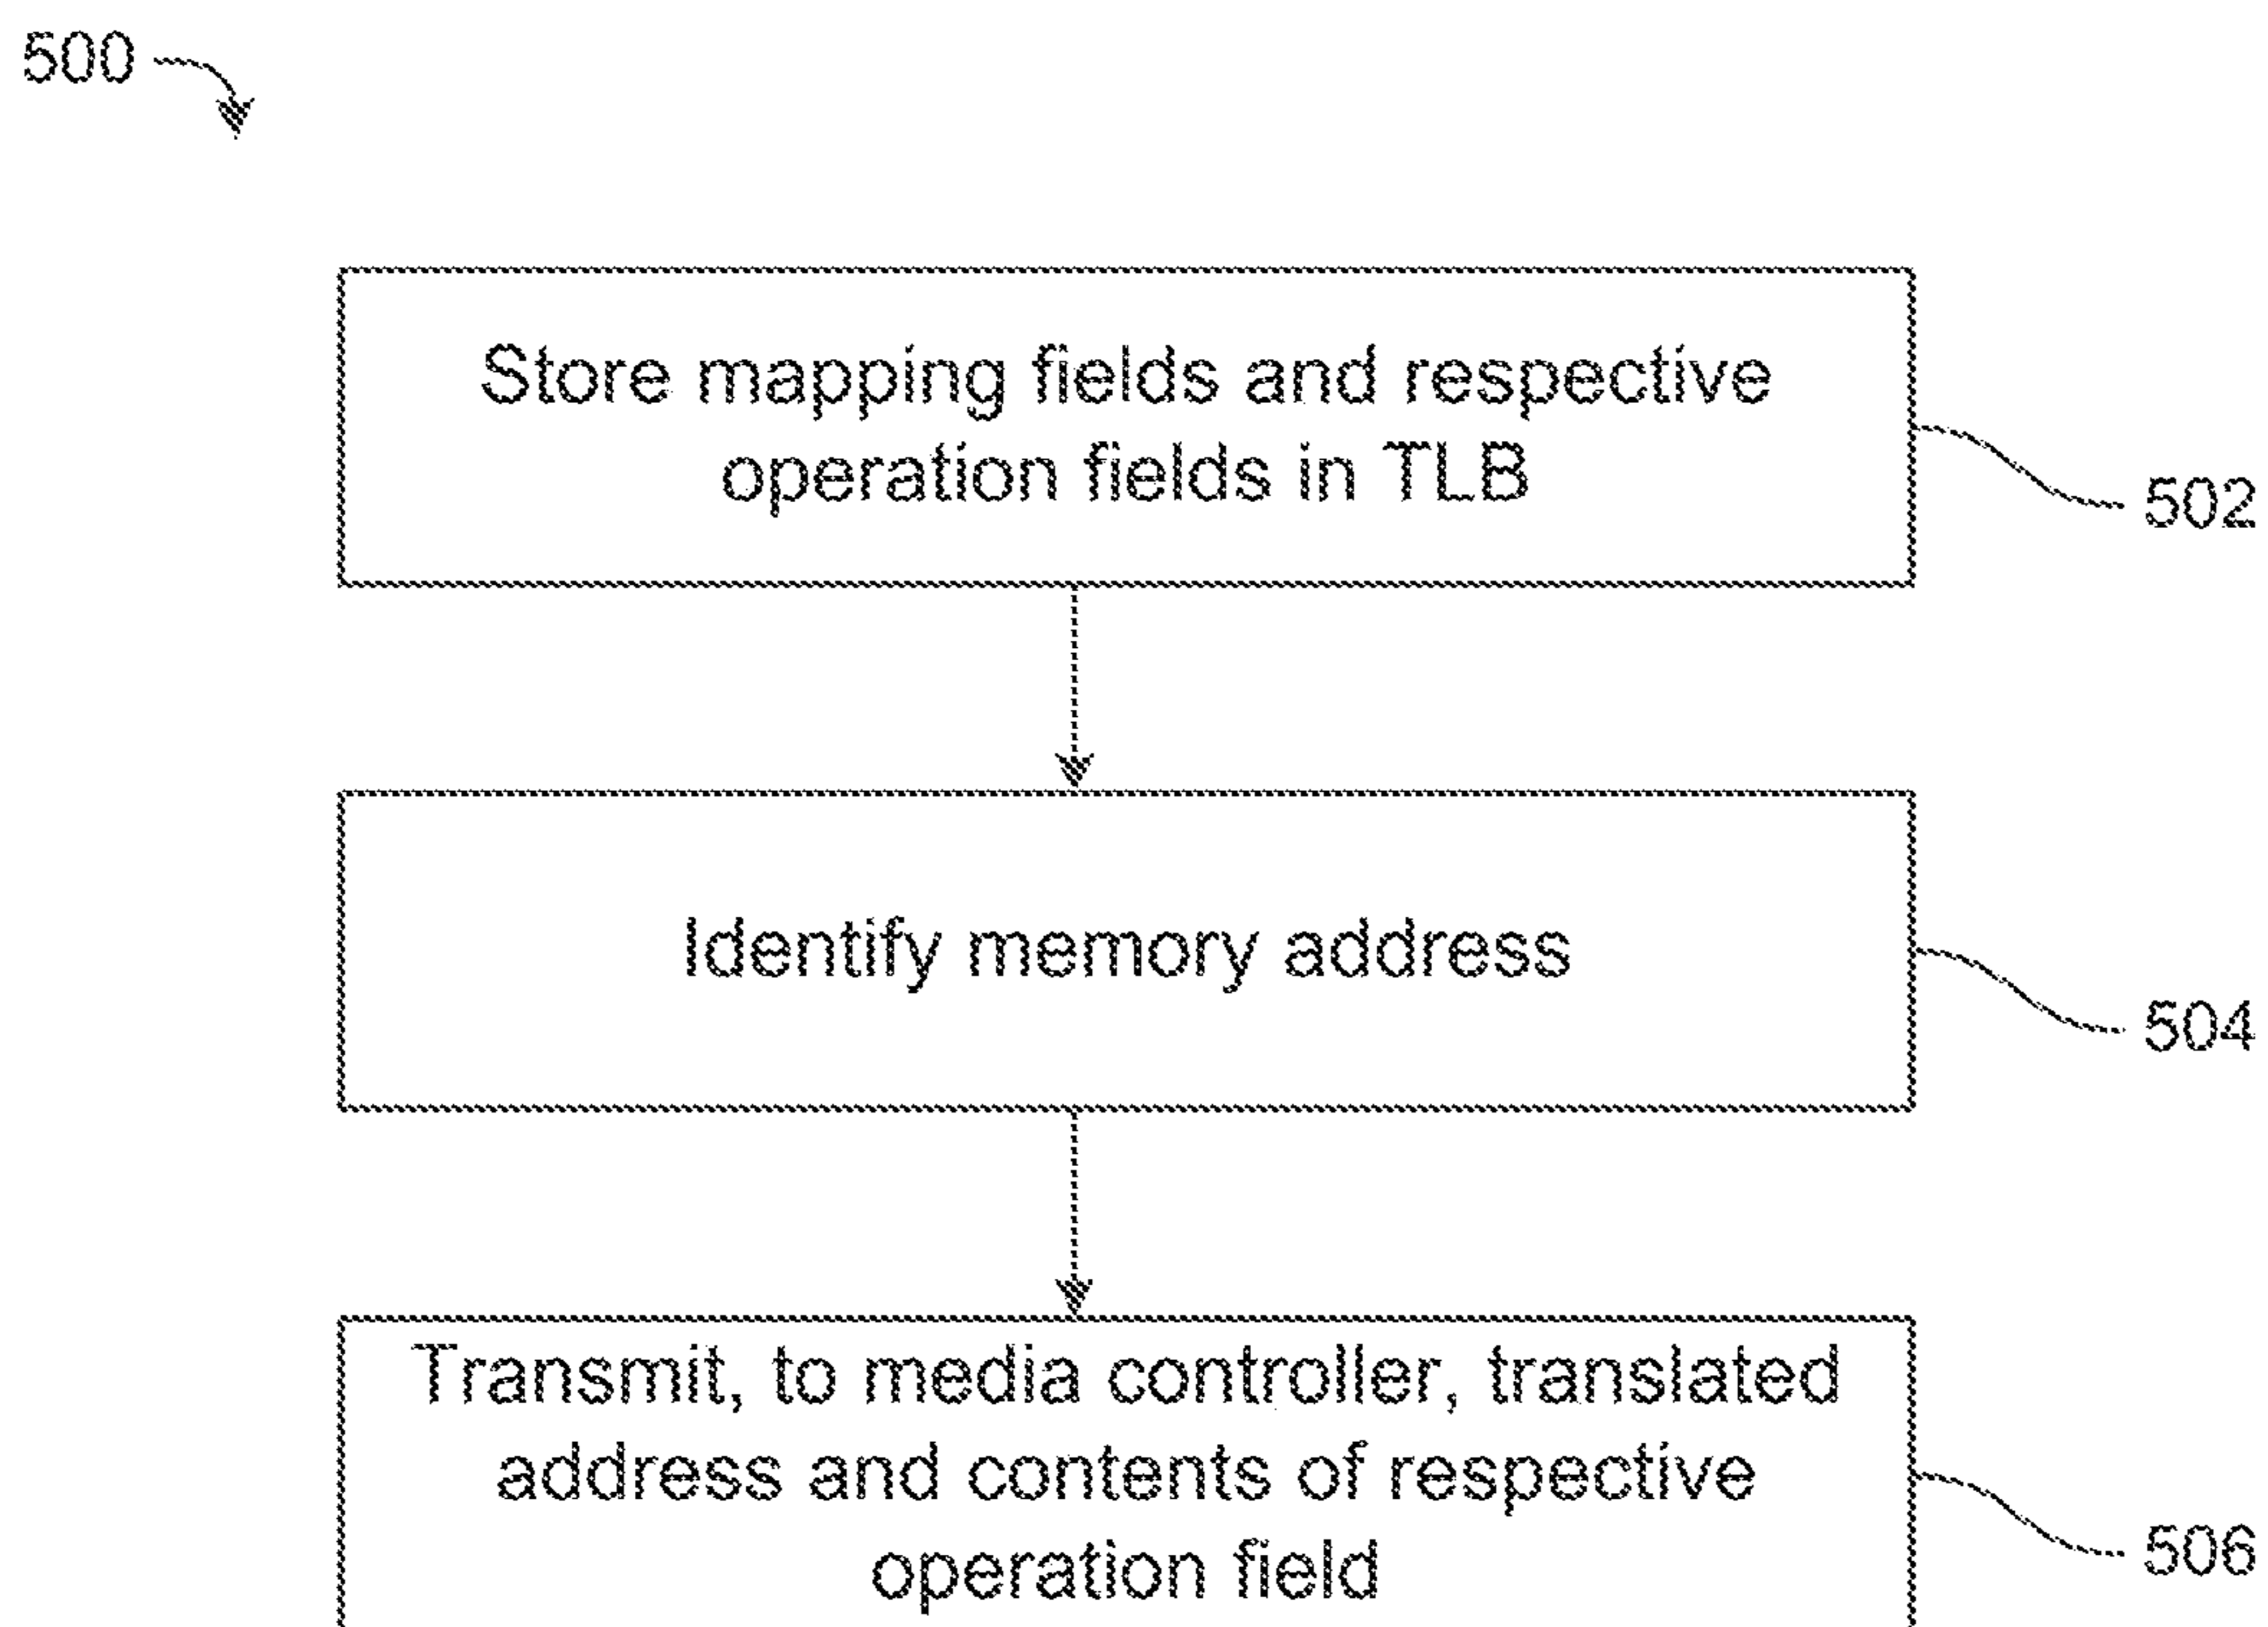 500
Store mapping fields and respective
operation fields in TLB
502
Identify memory address
504
Transmit, to media controller, translated
address and contents of respective
operation field
506